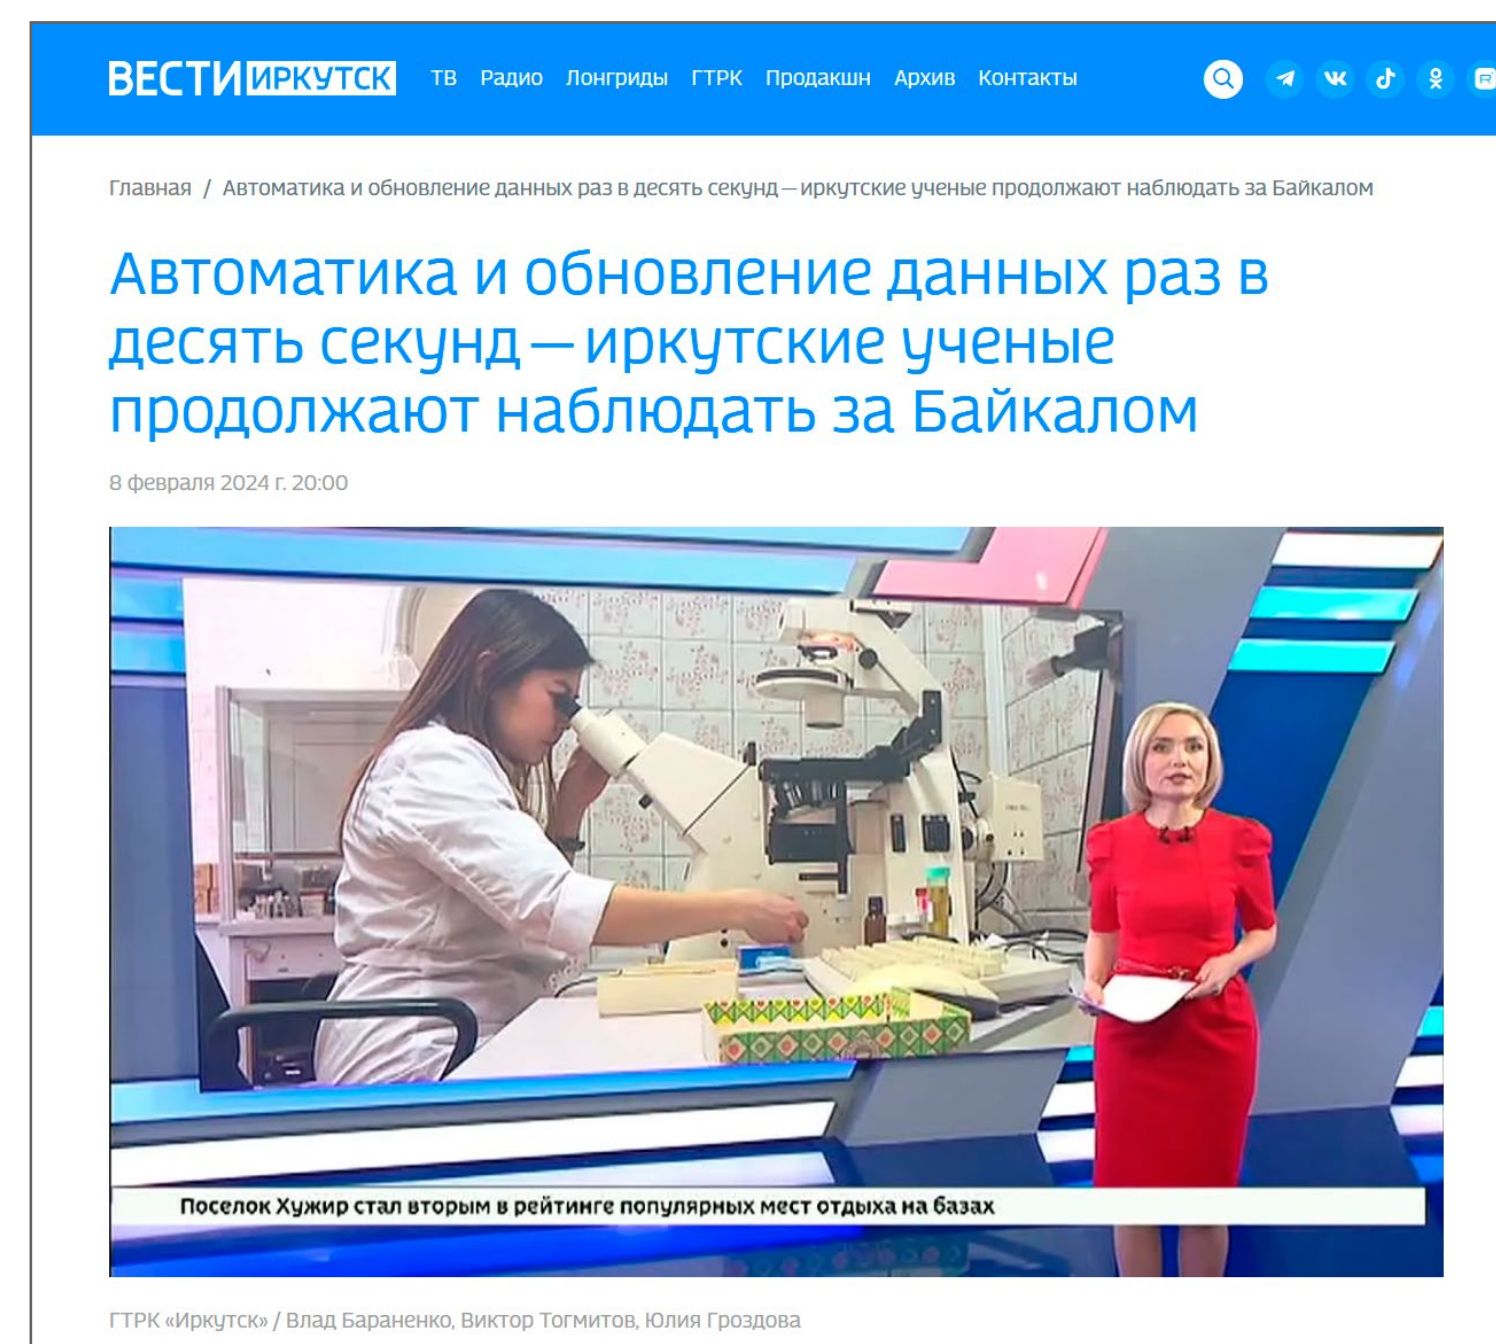 ВЕСТИ ИРКУТСК ТВ Радио Лонгриды ГТРК Продакшн Архив Контакты
Главная / Автоматика и обновление данных раз в десять секунд — иркутские ученые продолжают наблюдать за Байкалом
Автоматика и обновление данных раз в
десять секунд — иркутские ученые
продолжают наблюдать за Байкалом
8 февраля 2024 г. 20:00
Поселок Хужир стал вторым в рейтинге популярных мест отдыха на базах
ГТРК «Иркутск» / Влад Бараненко, Виктор Тогмитов, Юлия Гроздова